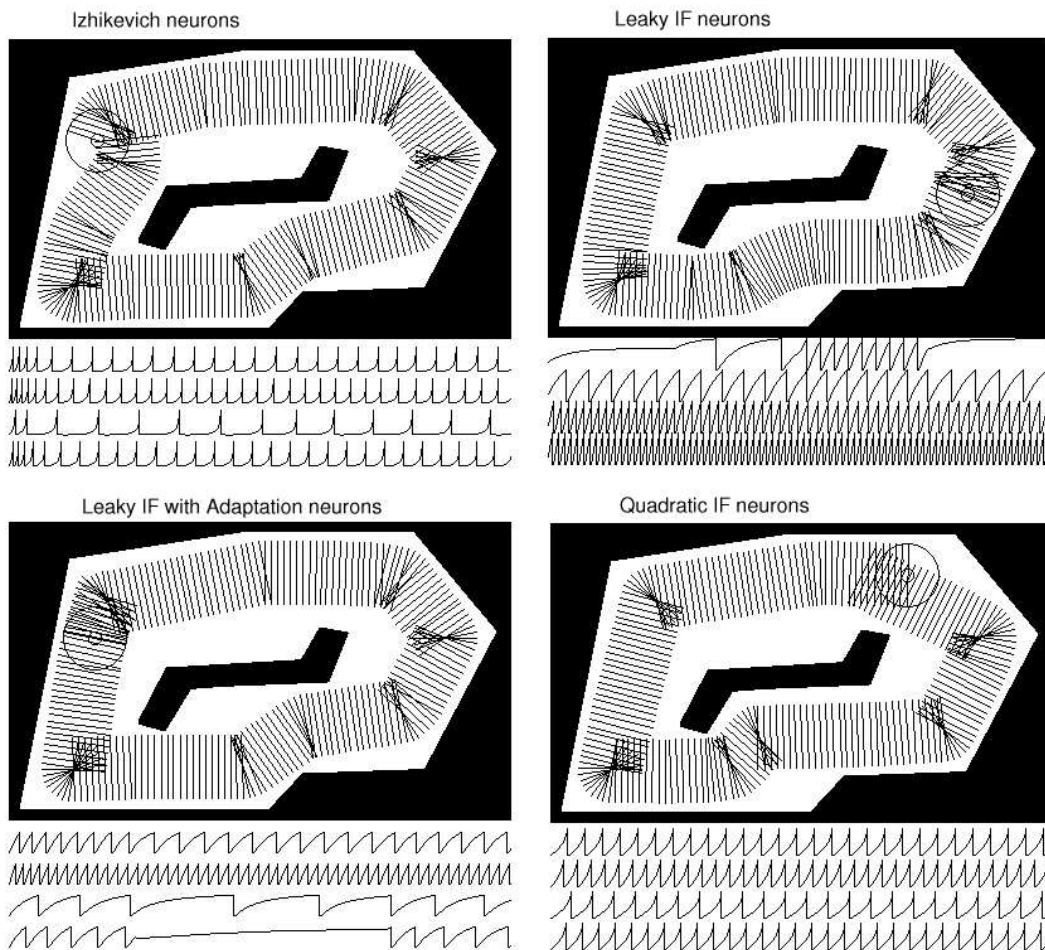 Izhikevich neurons
Leaky IF neurons
Leaky IF with Adaptation neurons
Quadratic IF neurons